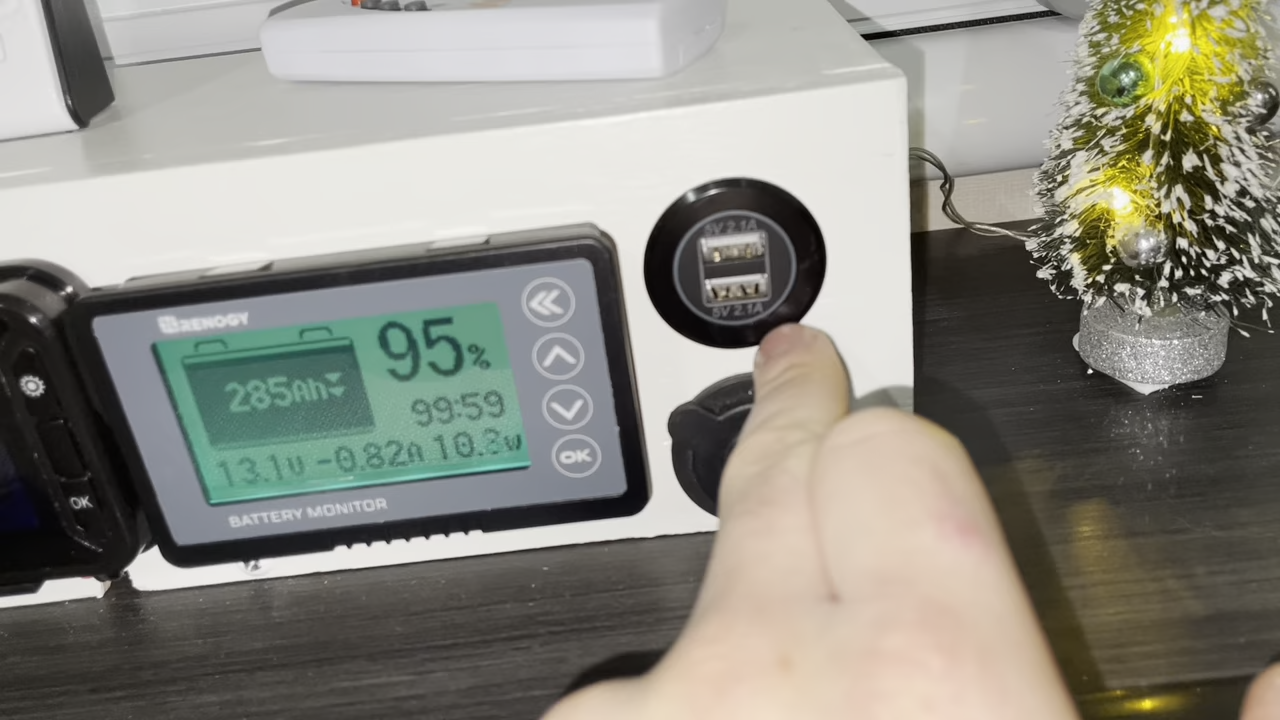 RENOGY
285Ah
95%
99:59
13.1V -0.82A 10.3W
BATTERY MONITOR
OK
OK
5V 2.1A
5V 2.1A